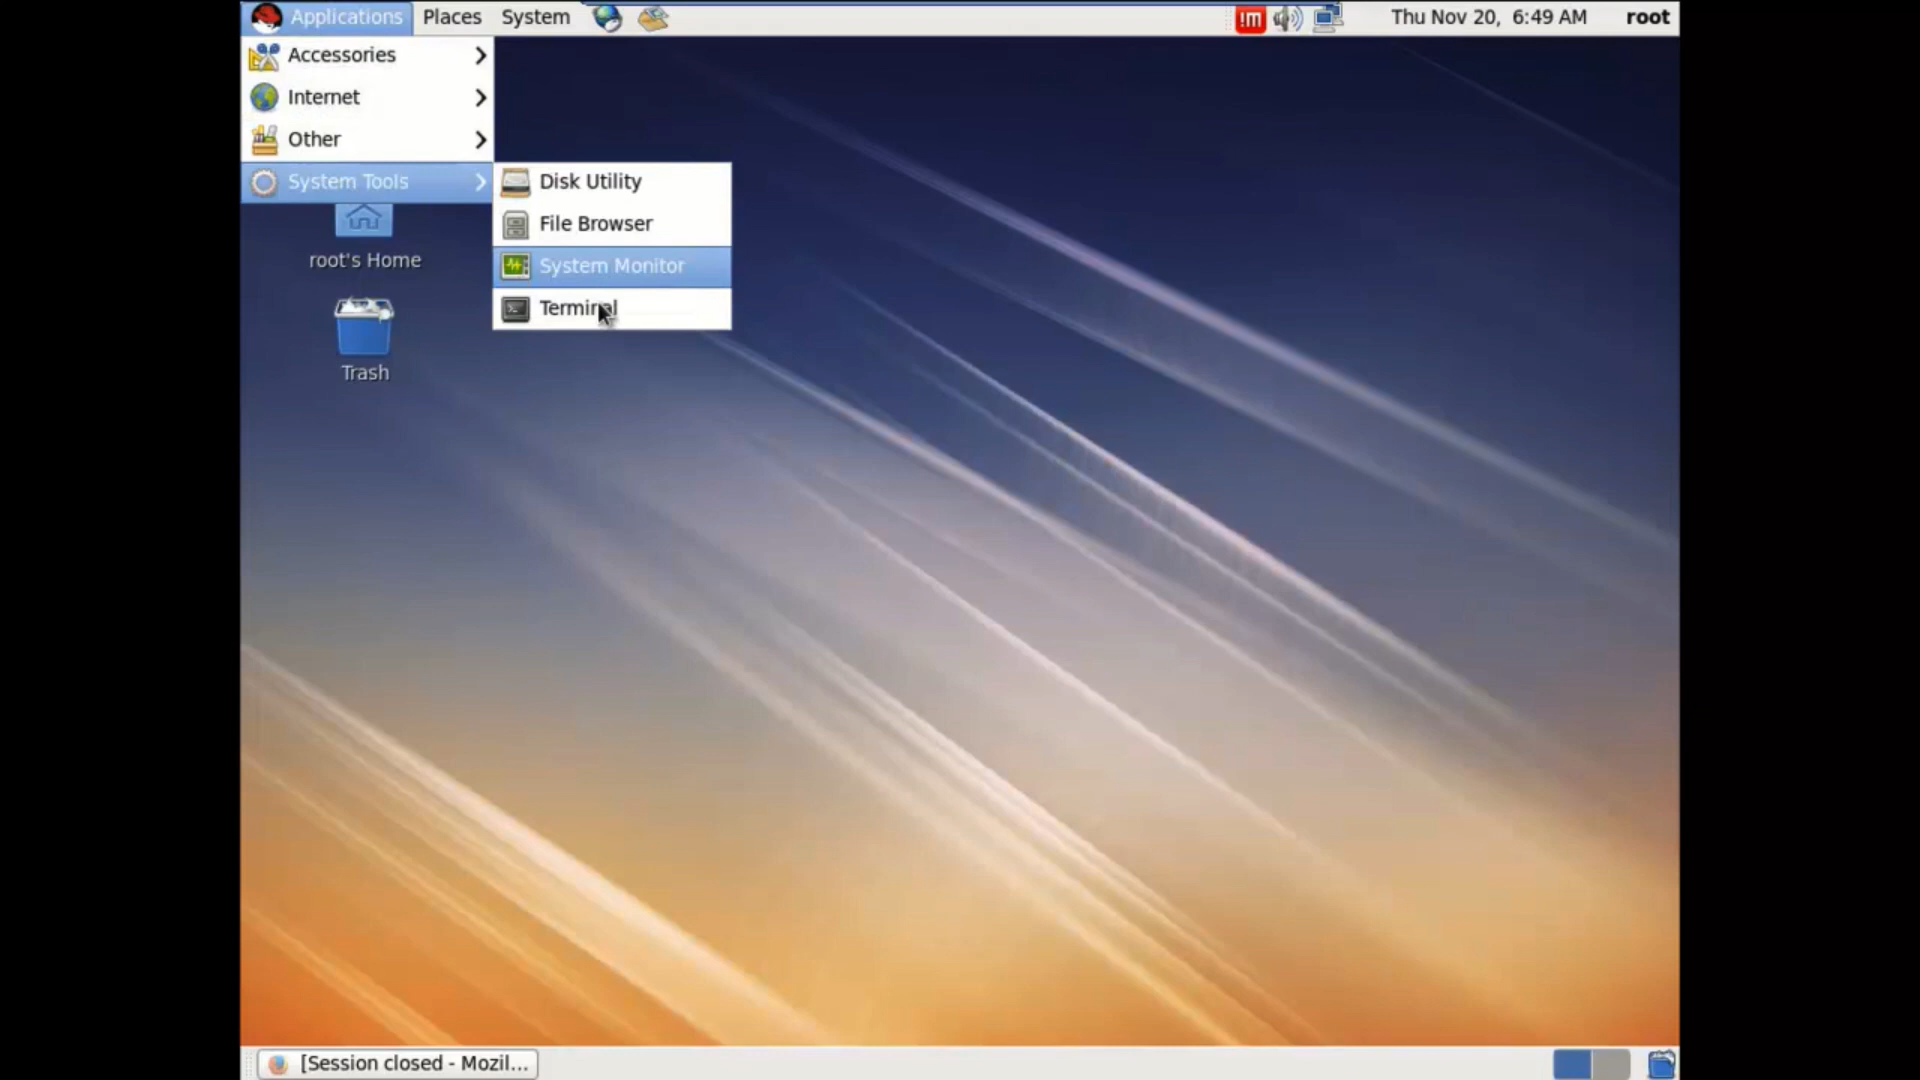 Applications Places System !m Thu Nov 20, 6:49 AM root
Accessories
Internet
Other
System Tools
Disk Utility
File Browser
System Monitor
Terminal
root's Home
Trash
[Session closed - Mozil...